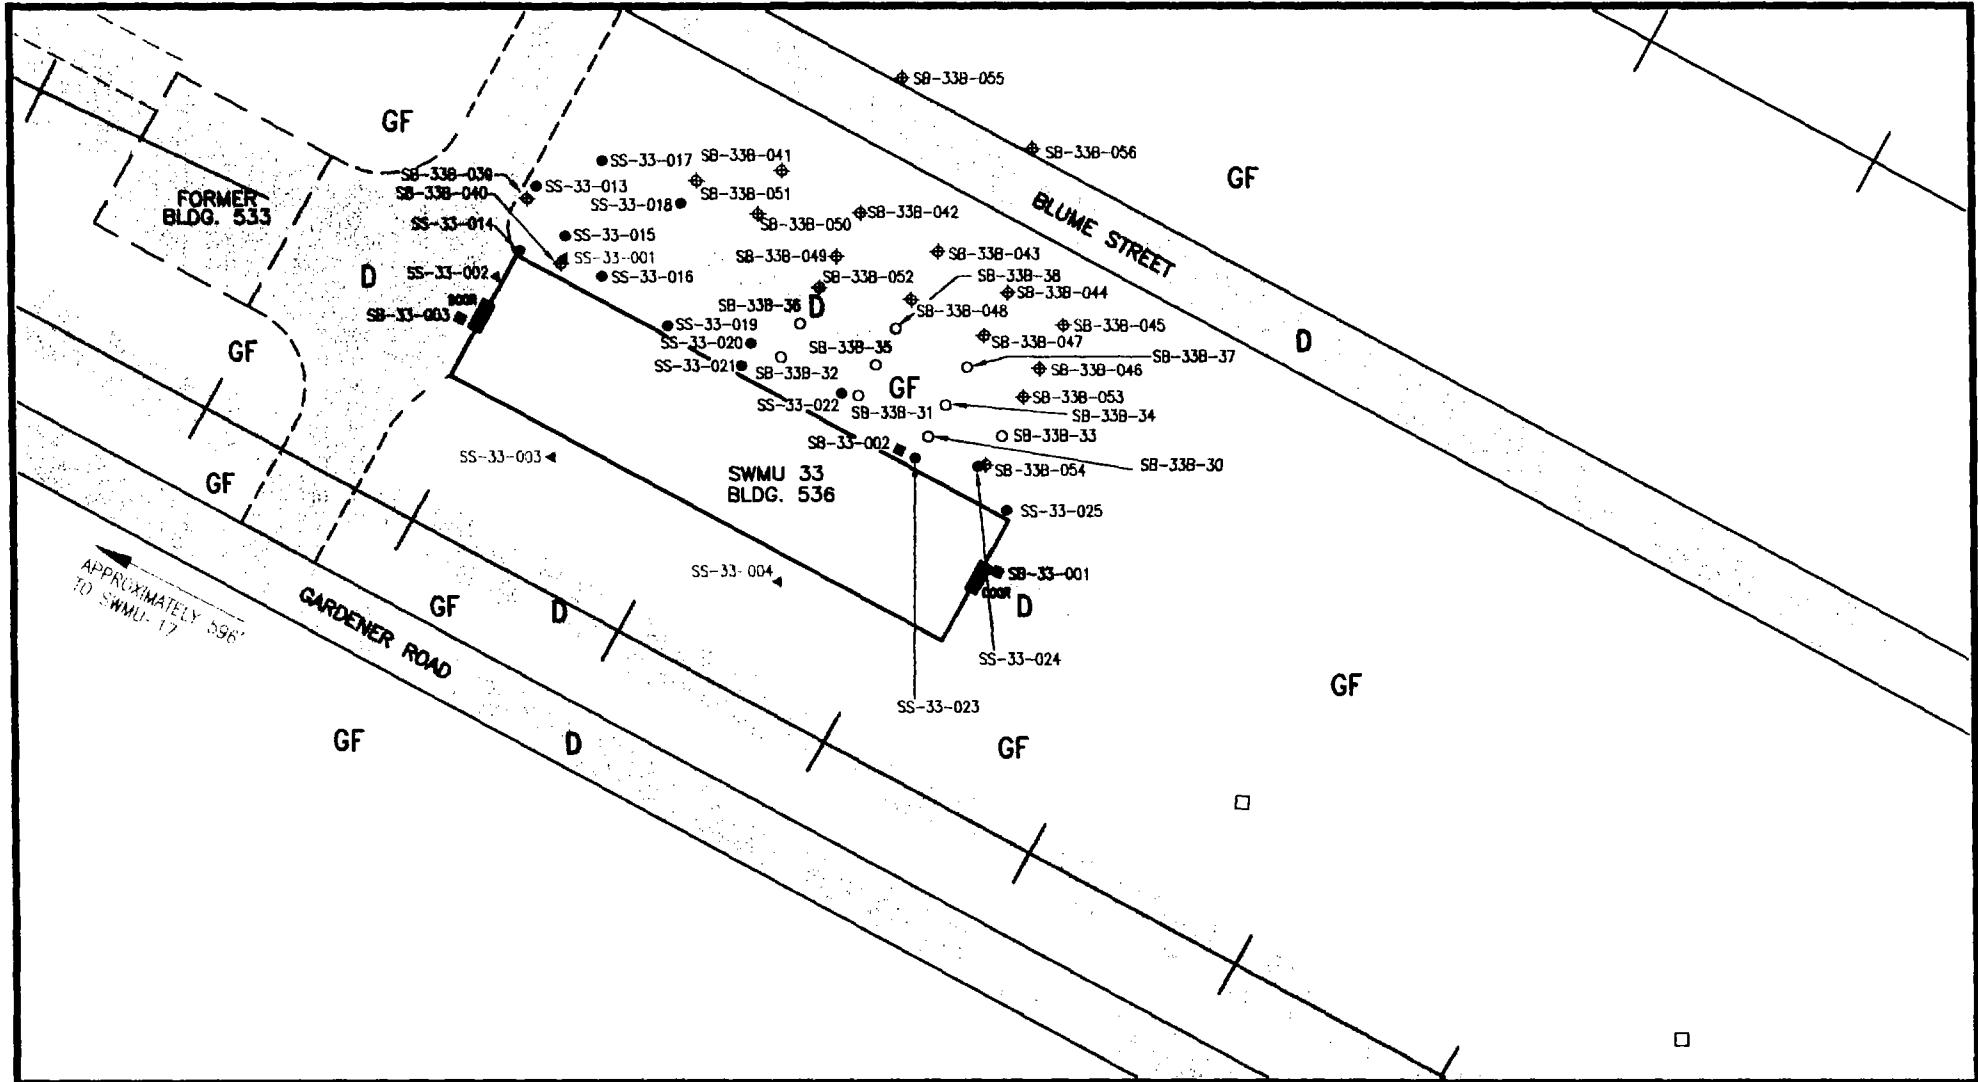 SB-33B-055
SB-33B-056
GF
GF
SS-33-017
SB-33B-041
SB-33B-039
SS-33-013
SB-33B-051
SB-33B-040
SS-33-018
FORMER
BLDG. 533
SB-33B-050
SB-33B-042
BLUME STREET
SS-33-014
SS-33-015
SS-33-001
SB-33B-049
SB-33B-043
D
SS-33-002
SS-33-016
SB-33B-052
SB-33B-38
SB-33B-044
DOOR
SB-33B-36
D
SB-33B-048
SB-33-003
SS-33-019
SB-33B-045
SS-33-020
SB-33B-35
SB-33B-047
D
GF
SS-33-021
SB-33B-32
SB-33B-37
SB-33B-046
GF
SS-33-022
SB-33B-31
SB-33B-053
SB-33B-34
SB-33-002
SB-33B-33
SS-33-003
SB-33B-054
SB-33B-30
SWMU 33
BLDG. 536
GF
SS-33-025
SS-33-004
SB-33-001
DOOR
D
APPROXIMATELY 596'
TO SWMU-17
GARDENER ROAD
GF
D
SS-33-024
SS-33-023
GF
GF
D
GF